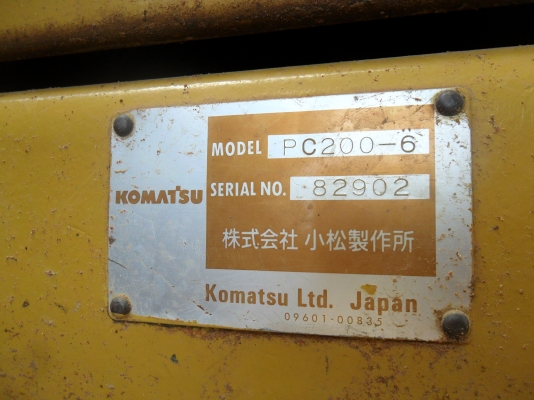 MODEL PC200-6
SERIAL NO. 82902
KOMATSU
株式会社 小松製作所
Komatsu Ltd. Japan
09601-00835